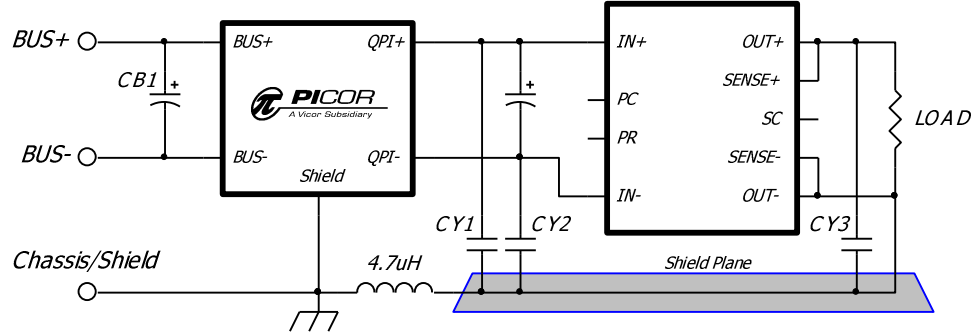 BUS+
CB1
+
BUS-
BUS+
QPI+
PICOR
A Vicor Subsidiary
BUS-
QPI-
Shield
+
IN+
OUT+
SENSE+
PC
SC
PR
SENSE-
IN-
OUT-
LOAD
CY1
CY2
CY3
Chassis/Shield
4.7uH
Shield Plane